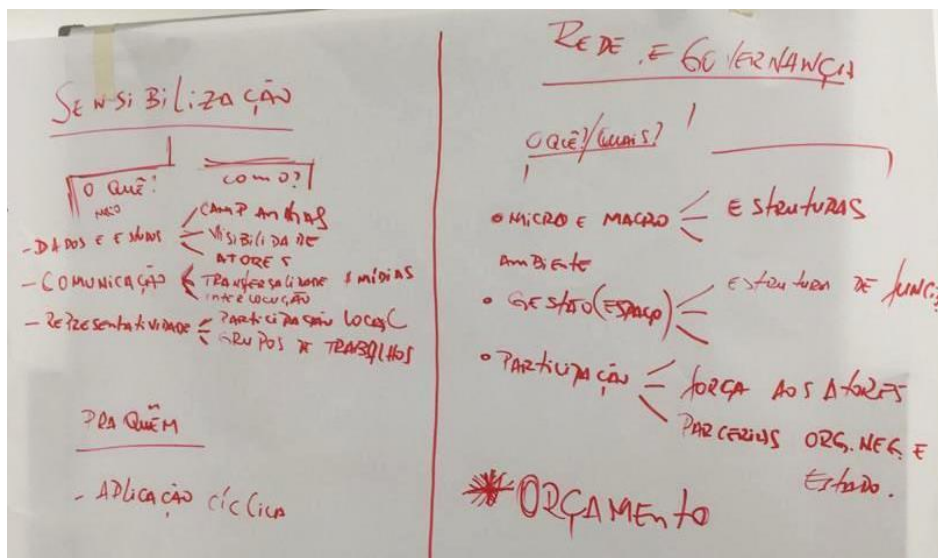 SENSIBILIZAÇÃO
O QUÊ? COMO?
- DADOS E ESTUDOS CAMPANHAS
VISIBILIDADE
ATORES
- COMUNICAÇÃO TRANSVERSALIDADE MÍDIAS
INTERLOCUÇÃO
- REPRESENTATIVIDADE PARTICIPAÇÃO LOCAL
GRUPOS DE TRABALHOS
PRA QUÊM
- APLICAÇÃO CÍCLICA
REDE E GOVERNANÇA
O QUÊ?/QUAIS?
• MICRO E MACRO ESTRUTURAS
AMBIENTE
• GESTÃO (ESPAÇO) ESTRUTURA DE
• PARTICIPAÇÃO FORÇA AOS ATORES
PARCERIAS ORG. NEG. E
ESTADO.
* ORÇAMENTO